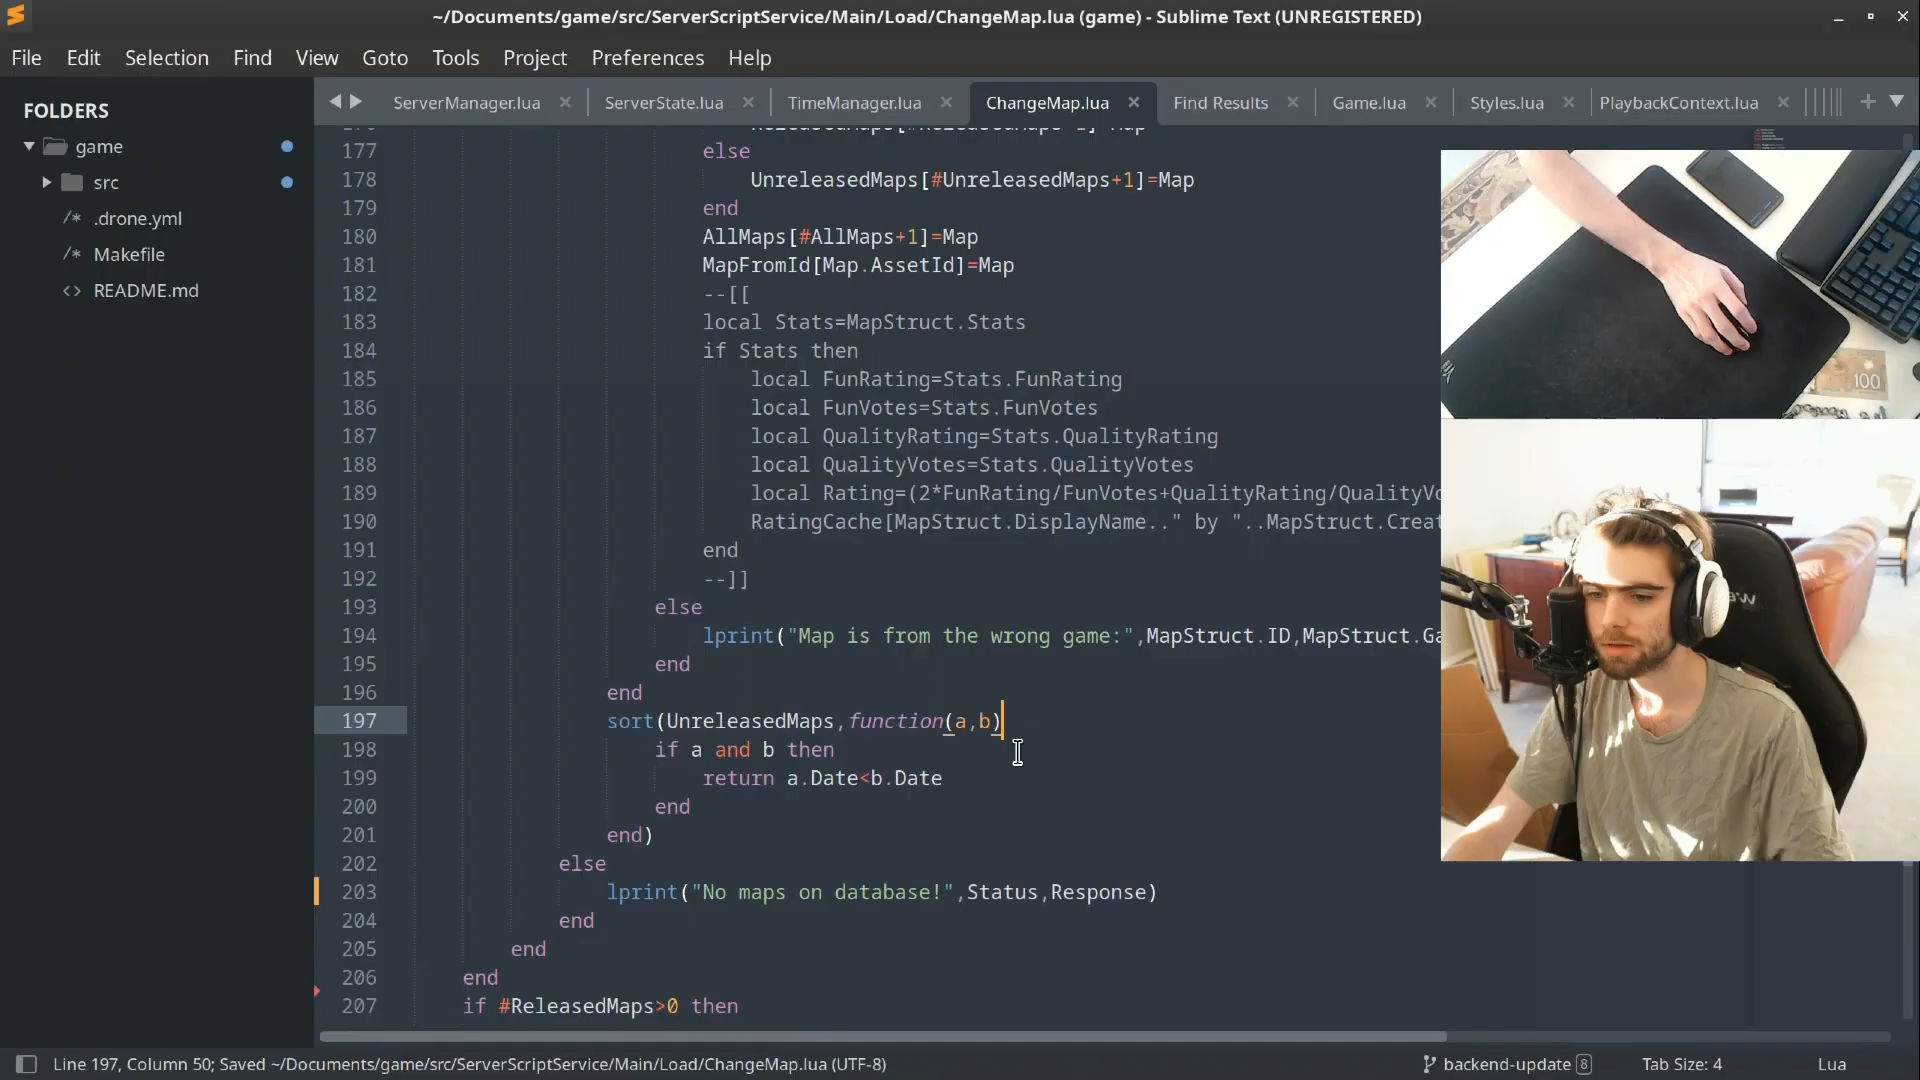 ~/Documents/game/src/ServerScriptService/Main/Load/ChangeMap.lua (game) - Sublime Text (UNREGISTERED)
File Edit Selection Find View Goto Tools Project Preferences Help
FOLDERS
game
src
/* .drone.yml
/* Makefile
<> README.md
ServerManager.lua ServerState.lua TimeManager.lua ChangeMap.lua Find Results Game.lua Styles.lua PlaybackContext.lua
177 else
178 UnreleasedMaps[#UnreleasedMaps+1]=Map
179 end
180 AllMaps[#AllMaps+1]=Map
181 MapFromId[Map.AssetId]=Map
182 --[[
183 local Stats=MapStruct.Stats
184 if Stats then
185 local FunRating=Stats.FunRating
186 local FunVotes=Stats.FunVotes
187 local QualityRating=Stats.QualityRating
188 local QualityVotes=Stats.QualityVotes
189 local Rating=(2*FunRating/FunVotes+QualityRating/QualityVo
190 RatingCache[MapStruct.DisplayName.." by "..MapStruct.Creat
191 end
192 --]]
193 else
194 lprint("Map is from the wrong game:",MapStruct.ID,MapStruct.Ga
195 end
196 end
197 sort(UnreleasedMaps,function(a,b)
198 if a and b then
199 return a.Date<b.Date
200 end
201 end)
202 else
203 lprint("No maps on database!",Status,Response)
204 end
205 end
206 end
207 if #ReleasedMaps>0 then
100
Line 197, Column 50; Saved ~/Documents/game/src/ServerScriptService/Main/Load/ChangeMap.lua (UTF-8) backend-update 8 Tab Size: 4 Lua